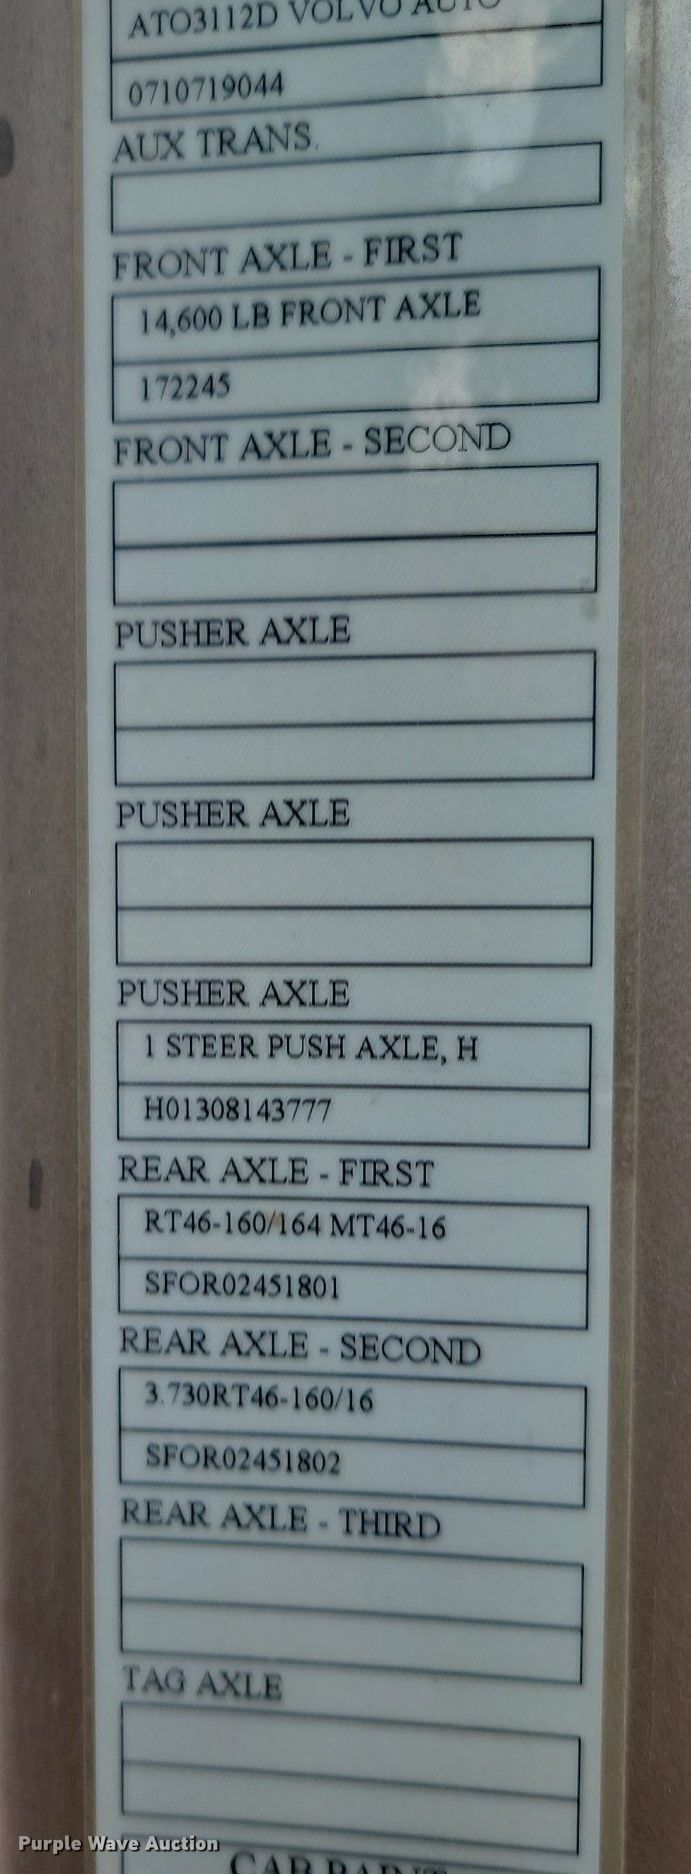 ATO3112D VOLVO AUTO
0710719044
AUX TRANS.
FRONT AXLE - FIRST
14,600 LB FRONT AXLE
172245
FRONT AXLE - SECOND
PUSHER AXLE
PUSHER AXLE
PUSHER AXLE
1 STEER PUSH AXLE, H
H01308143777
REAR AXLE - FIRST
RT46-160/164 MT46-16
SFOR02451801
REAR AXLE - SECOND
3.730RT46-160/16
SFOR02451802
REAR AXLE - THIRD
TAG AXLE
CAB PAINT
Purple Wave Auction